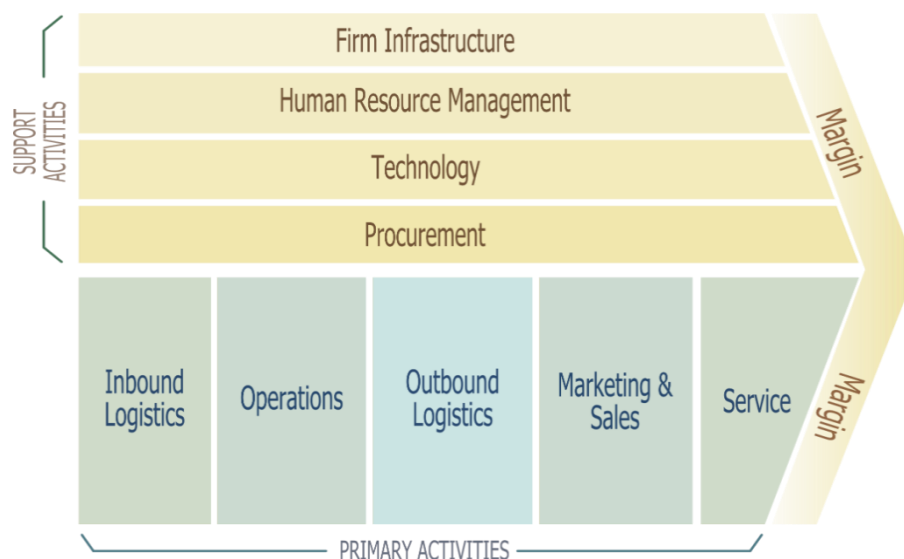 SUPPORT
ACTIVITIES
Firm Infrastructure
Human Resource Management
Technology
Procurement
Margin
Inbound
Logistics
Operations
Outbound
Logistics
Marketing &
Sales
Service
Margin
PRIMARY ACTIVITIES